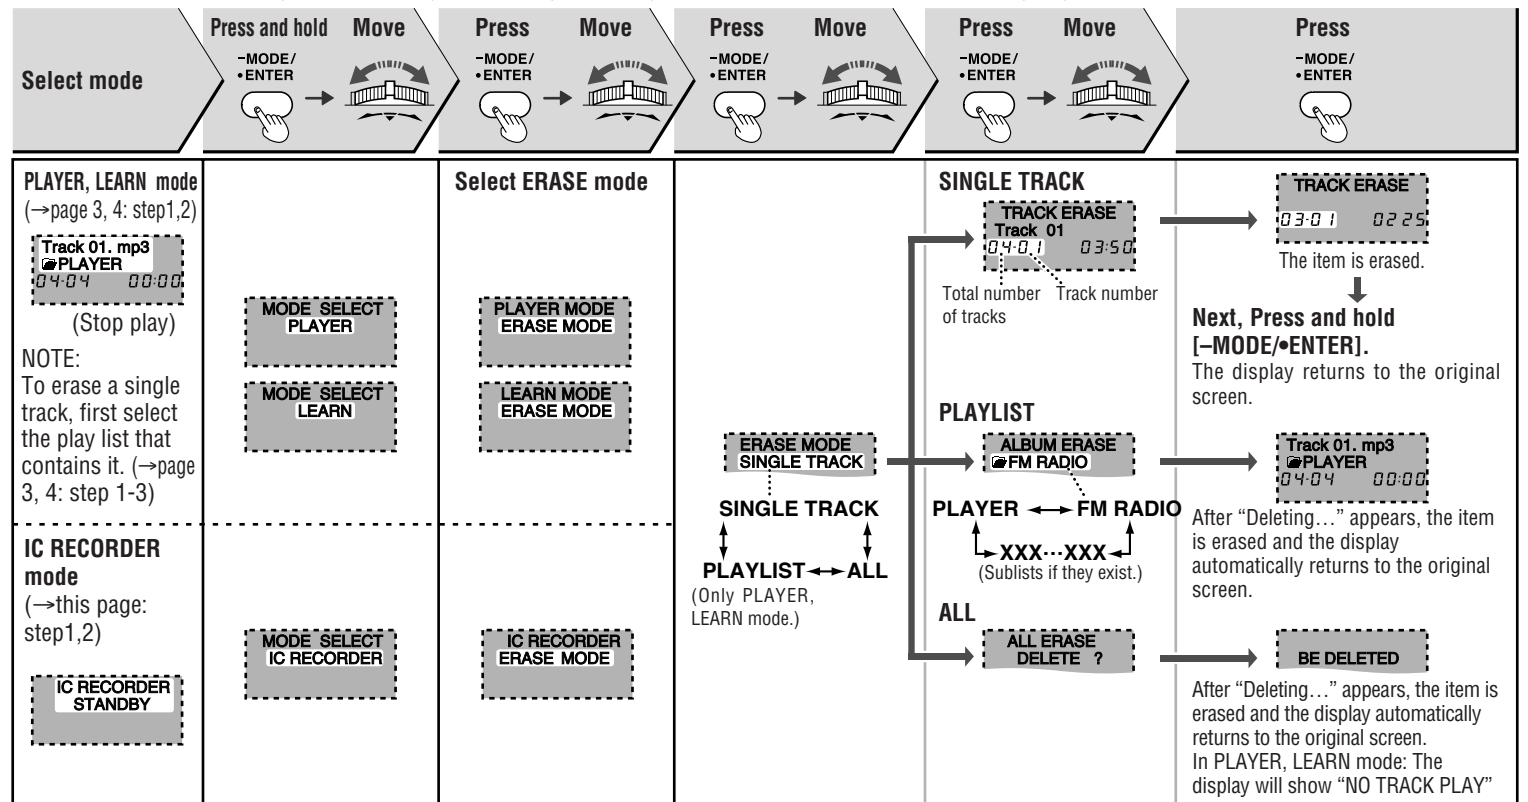 Select mode
Press and hold Move
–MODE/
•ENTER
Press Move
–MODE/
•ENTER
Press Move
–MODE/
•ENTER
Press Move
–MODE/
•ENTER
Press
–MODE/
•ENTER
PLAYER, LEARN mode
(→page 3, 4: step1,2)
Track 01. mp3
PLAYER
04·04 00:00
(Stop play)
NOTE:
To erase a single
track, first select
the play list that
contains it. (→page
3, 4: step 1-3)
IC RECORDER
mode
(→this page:
step1,2)
IC RECORDER
STANDBY
MODE SELECT
PLAYER
MODE SELECT
LEARN
MODE SELECT
IC RECORDER
Select ERASE mode
PLAYER MODE
ERASE MODE
LEARN MODE
ERASE MODE
IC RECORDER
ERASE MODE
ERASE MODE
SINGLE TRACK
SINGLE TRACK
PLAYLIST↔ALL
(Only PLAYER,
LEARN mode.)
SINGLE TRACK
TRACK ERASE
Track 01
04·01 03:50
Total number
of tracks
Track number
PLAYLIST
ALBUM ERASE
FM RADIO
PLAYER ↔ FM RADIO
XXX···XXX
(Sublists if they exist.)
ALL
ALL ERASE
DELETE ?
TRACK ERASE
03·01 02 25
The item is erased.
Next, Press and hold
[–MODE/•ENTER].
The display returns to the original
screen.
Track 01. mp3
PLAYER
04·04 00:00
After “Deleting…” appears, the item
is erased and the display
automatically returns to the original
screen.
BE DELETED
After “Deleting…” appears, the item is
erased and the display automatically
returns to the original screen.
In PLAYER, LEARN mode: The
display will show “NO TRACK PLAY”